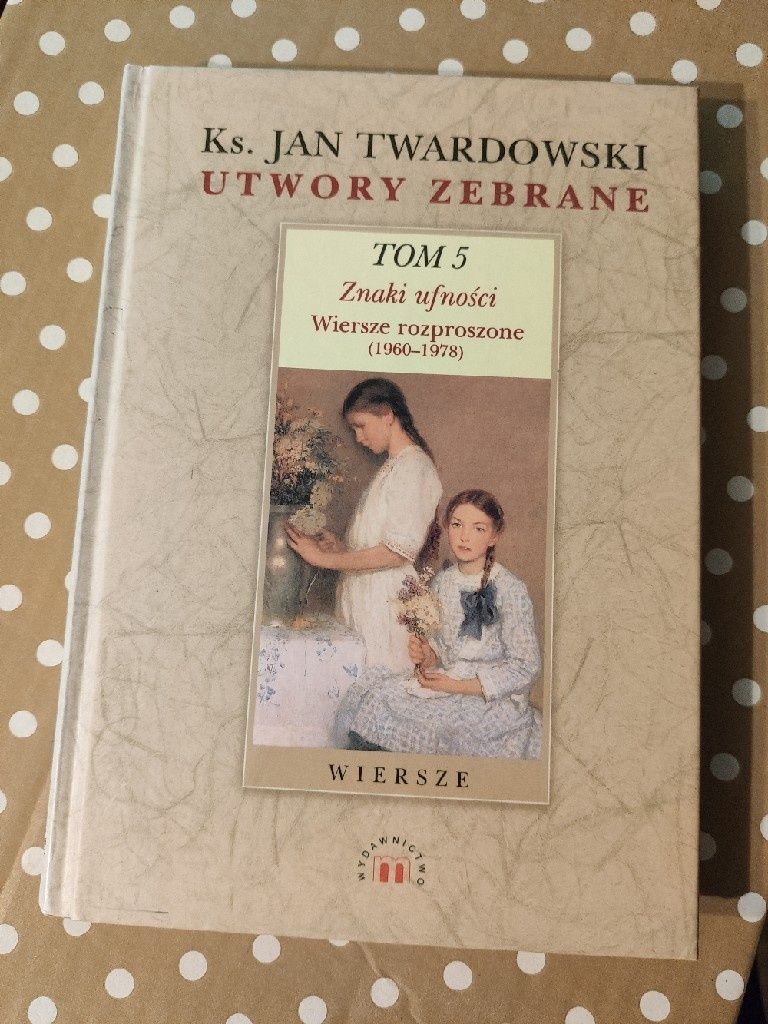 Ks. JAN TWARDOWSKI
UTWORY ZEBRANE
TOM 5
Znaki ufności
Wiersze rozproszone
(1960–1978)
WIERSZE
WYDAWNICTWO
m